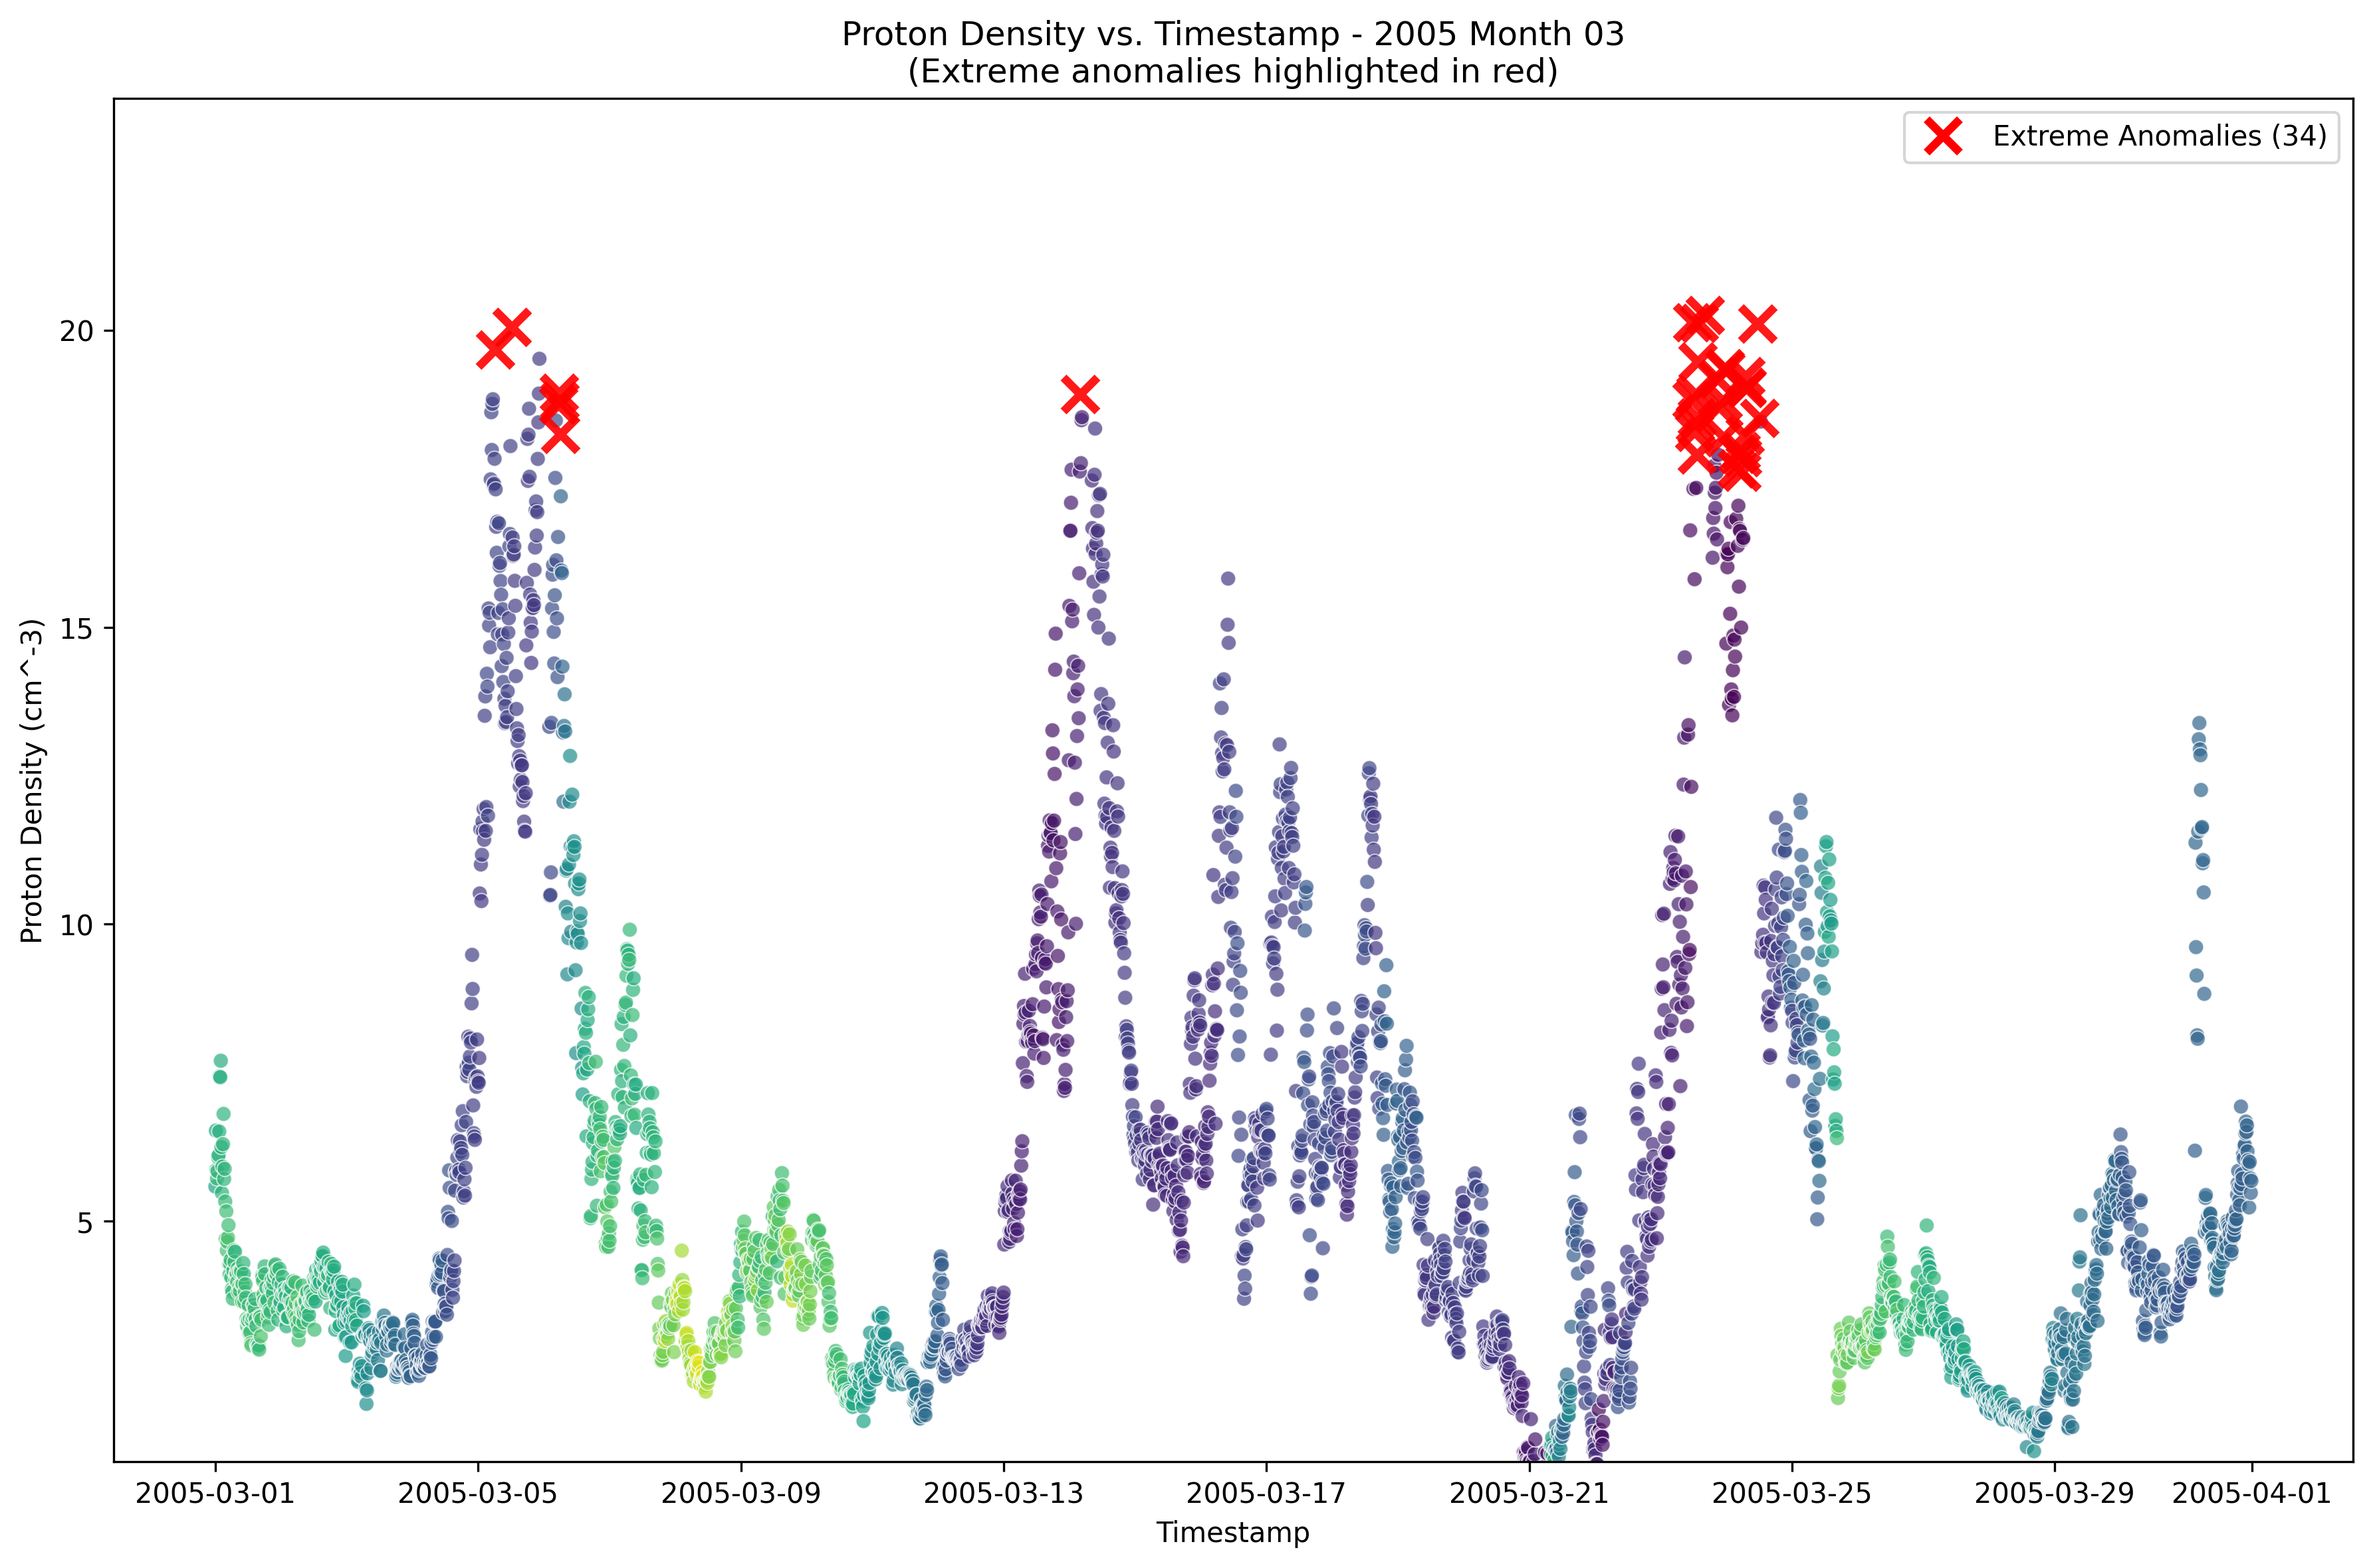 Proton Density vs. Timestamp - 2005 Month 03
(Extreme anomalies highlighted in red)
Extreme Anomalies (34)
Proton Density (cm^-3)
20
15
10
5
2005-03-01
2005-03-05
2005-03-09
2005-03-13
2005-03-17
2005-03-21
2005-03-25
2005-03-29
2005-04-01
Timestamp